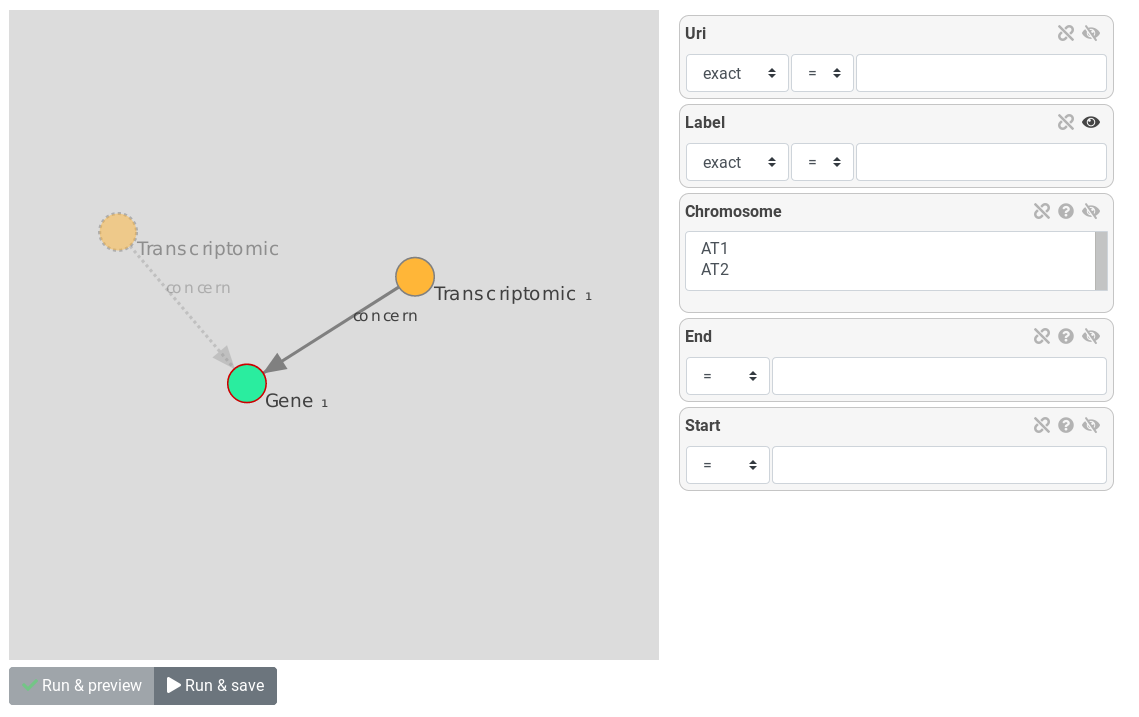 Transcriptomic
concern
Transcriptomic 1
concern
Gene 1
Run & preview
Run & save
Uri
exact
=
Label
exact
=
Chromosome
AT1
AT2
End
=
Start
=